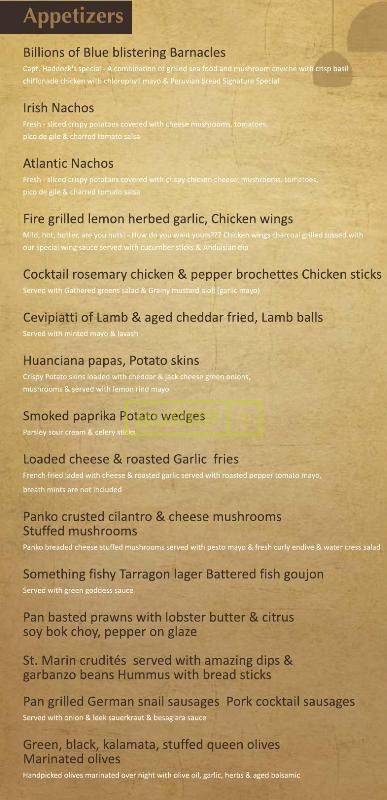 Appetizers
Billions of Blue blistering Barnacles
Capt. Haddock's special - A combination of grilled sea food and mushroom ceviche with crisp basil
chiffonade chicken with chlorophyl mayo & Peruvian Bread Signature Special
Irish Nachos
Fresh - sliced crispy potatoes covered with cheese mushrooms, tomatoes,
pico de gile & charred tomato salsa
Atlantic Nachos
Fresh - sliced crispy potatoes covered with crispy chicken cheese, mushrooms, tomatoes,
pico de gile & charred tomato salsa
Fire grilled lemon herbed garlic, Chicken wings
Mild, hot, hotter, are you nuts! - How do you want yours??? Chicken wings charcoal grilled tossed with
our special wing sauce served with cucumber sticks & Andulsian dip
Cocktail rosemary chicken & pepper brochettes Chicken sticks
Served with Gathered greens salad & Grainy mustard aioli (garlic mayo)
Cevipiatti of Lamb & aged cheddar fried, Lamb balls
Served with minted mayo & lavash
Huanciana papas, Potato skins
Crispy Potato skins loaded with cheddar & jack cheese green onions,
mushrooms & served with lemon rind mayo
Smoked paprika Potato wedges
Parsley sour cream & celery sticks
Loaded cheese & roasted Garlic fries
French fried laded with cheese & roasted garlic served with roasted pepper tomato mayo,
breath mints are not included
Panko crusted cilantro & cheese mushrooms
Stuffed mushrooms
Panko breaded cheese stuffed mushrooms served with pesto mayo & fresh curly endive & water cress salad
Something fishy Tarragon lager Battered fish goujon
Served with green goddess sauce
Pan basted prawns with lobster butter & citrus
soy bok choy, pepper on glaze
St. Marin crudités served with amazing dips &
garbanzo beans Hummus with bread sticks
Pan grilled German snail sausages Pork cocktail sausages
Served with onion & leek sauerkraut & besagara sauce
Green, black, kalamata, stuffed queen olives
Marinated olives
Handpicked olives marinated over night with olive oil, garlic, herbs & aged balsamic